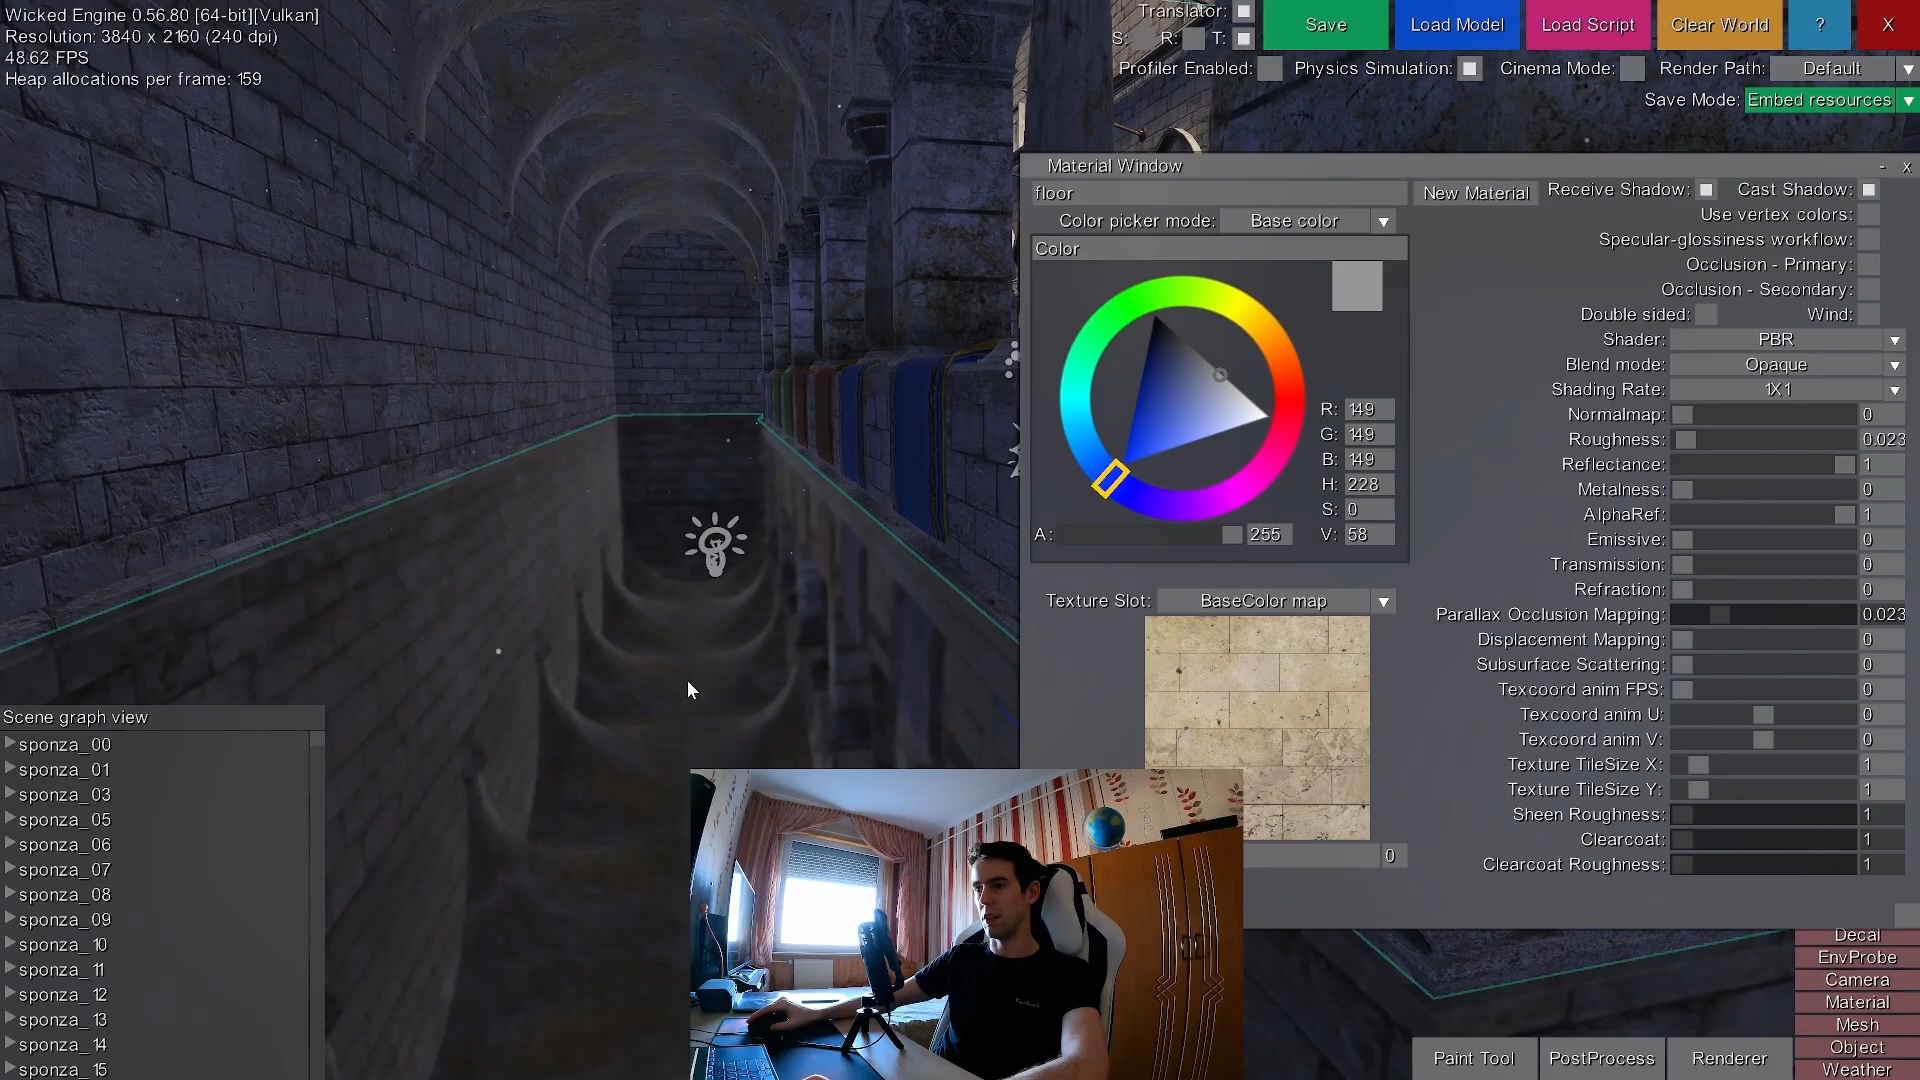 Wicked Engine 0.56.80 [64-bit][Vulkan]
Resolution: 3840 x 2160 (240 dpi)
48.62 FPS
Heap allocations per frame: 159
Translator:
S: R: T:
Save
Load Model
Load Script
Clear World
?
X
Profiler Enabled: Physics Simulation: Cinema Mode: Render Path: Default
Save Mode: Embed resources
Material Window - x
floor
New Material
Color picker mode: Base color
Color
R: 149
G: 149
B: 149
H: 228
S: 0
V: 58
A: 255
Texture Slot: BaseColor map
0
Receive Shadow: Cast Shadow:
Use vertex colors:
Specular-glossiness workflow:
Occlusion - Primary:
Occlusion - Secondary:
Double sided: Wind:
Shader: PBR
Blend mode: Opaque
Shading Rate: 1X1
Normalmap: 0
Roughness: 0.023
Reflectance: 1
Metalness: 0
AlphaRef: 1
Emissive: 0
Transmission: 0
Refraction: 0
Parallax Occlusion Mapping: 0.023
Displacement Mapping: 0
Subsurface Scattering: 0
Texcoord anim FPS: 0
Texcoord anim U: 0
Texcoord anim V: 0
Texture TileSize X: 1
Texture TileSize Y: 1
Sheen Roughness: 1
Clearcoat: 1
Clearcoat Roughness: 1
Scene graph view
sponza_00
sponza_01
sponza_03
sponza_05
sponza_06
sponza_07
sponza_08
sponza_09
sponza_10
sponza_11
sponza_12
sponza_13
sponza_14
sponza_15
Decal
EnvProbe
Camera
Material
Mesh
Object
Weather
Paint Tool
PostProcess
Renderer